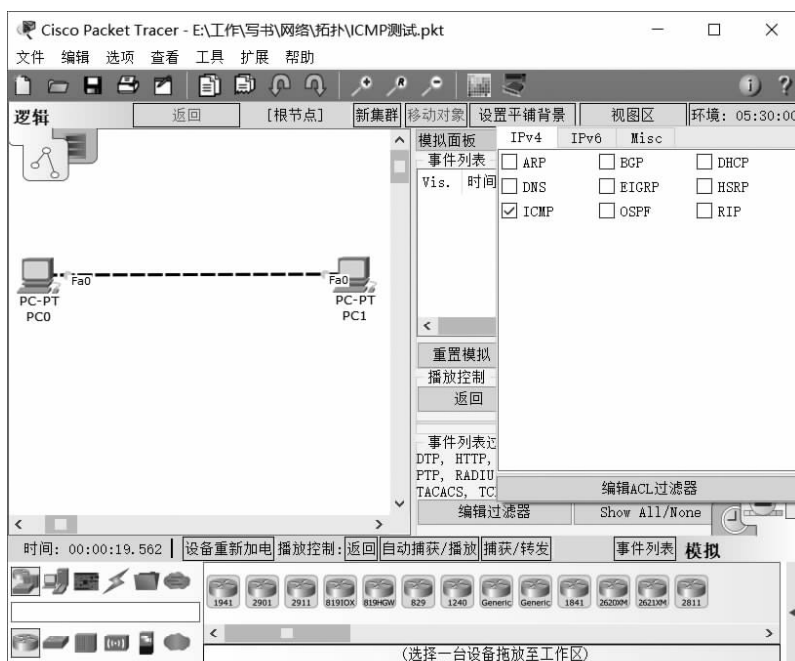 Cisco Packet Tracer - E:\工作\写书\网络\拓扑\ICMP测试.pkt
文件 编辑 选项 查看 工具 扩展 帮助
逻辑 返回 [根节点] 新集群 移动对象 设置平铺背景 视图区 环境: 05:30:00
模拟面板 IPv4 IPv6 Misc
事件列表 ARP BGP DHCP
Vis. 时间 DNS EIGRP HSRP
ICMP OSPF RIP
Fa0 Fa0
PC-PT PC-PT
PC0 PC1
重置模拟
播放控制
返回
事件列表过
DTP, HTTP,
PTP, RADIU
TACACS, TC
编辑ACL过滤器
编辑过滤器 Show All/None
时间: 00:00:19.562 设备重新加电 播放控制: 返回 自动捕获/播放 捕获/转发 事件列表 模拟
1941 2901 2911 819IOX 819HGW 829 1240 Generic Generic 1841 2620XM 2621XM 2811
(选择一台设备拖放至工作区)